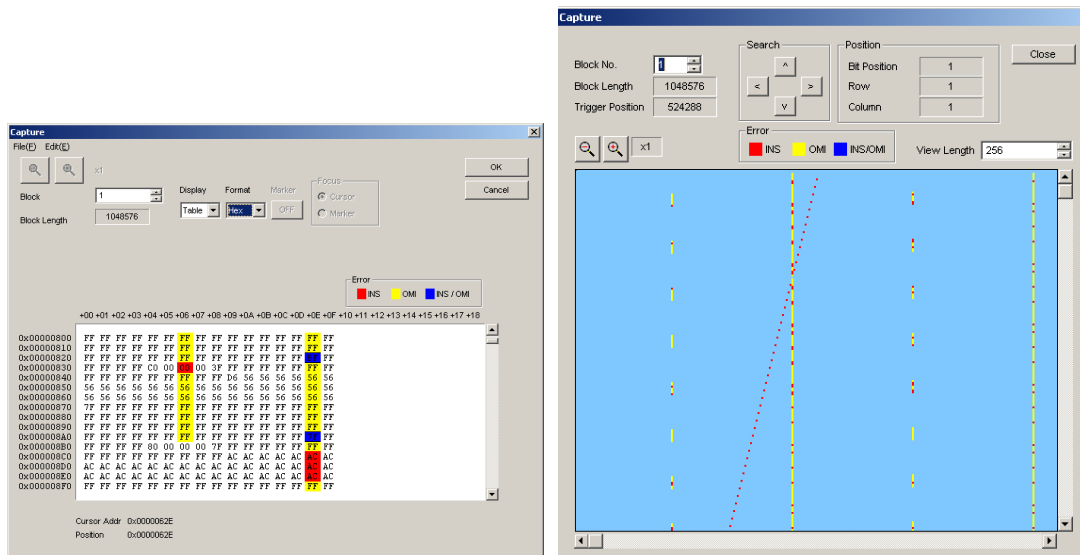 Capture
File(F) Edit(E)
x1
OK
Cancel
Block
1
Block Length
1048576
Display
Format
Marker
Table
Hex
OFF
Focus
Cursor
Marker
Error
INS
OMI
INS / OMI
+00 +01 +02 +03 +04 +05 +06 +07 +08 +09 +0A +0B +0C +0D +0E +0F +10 +11 +12 +13 +14 +15 +16 +17 +18
0x00000800 FF FF FF FF FF FF FF FF FF FF FF FF FF FF FF FF
0x00000810 FF FF FF FF FF FF FF FF FF FF FF FF FF FF FF FF
0x00000820 FF FF FF FF FF FF FF FF FF FF FF FF FF FF FF
0x00000830 FF FF FF FF C0 00 00 00 3F FF FF FF FF FF FF FF
0x00000840 FF FF FF FF FF FF FF FF FF D6 56 56 56 56 56 56
0x00000850 56 56 56 56 56 56 56 56 56 56 56 56 56 56 56 56
0x00000860 56 56 56 56 56 56 56 56 56 56 56 56 56 56 56 56
0x00000870 7F FF FF FF FF FF FF FF FF FF FF FF FF FF FF FF
0x00000880 FF FF FF FF FF FF FF FF FF FF FF FF FF FF FF FF
0x00000890 FF FF FF FF FF FF FF FF FF FF FF FF FF FF FF FF
0x000008A0 FF FF FF FF FF FF FF FF FF FF FF FF FF FF FF
0x000008B0 FF FF FF FF 80 00 00 00 7F FF FF FF FF FF FF FF
0x000008C0 FF FF FF FF FF FF FF FF FF AC AC AC AC AC AC AC
0x000008D0 AC AC AC AC AC AC AC AC AC AC AC AC AC AC AC AC
0x000008E0 AC AC AC AC AC AC AC AC AC AC AC AC AC AC AC AC
0x000008F0 FF FF FF FF FF FF FF FF FF FF FF FF FF FF FF FF
Cursor Addr 0x0000062E
Position 0x0000062E
Capture
Block No.
1
Block Length
1048576
Trigger Position
524288
Search
^
< >
v
Position
Bit Position
1
Row
1
Column
1
Close
x1
Error
INS
OMI
INS/OMI
View Length
256